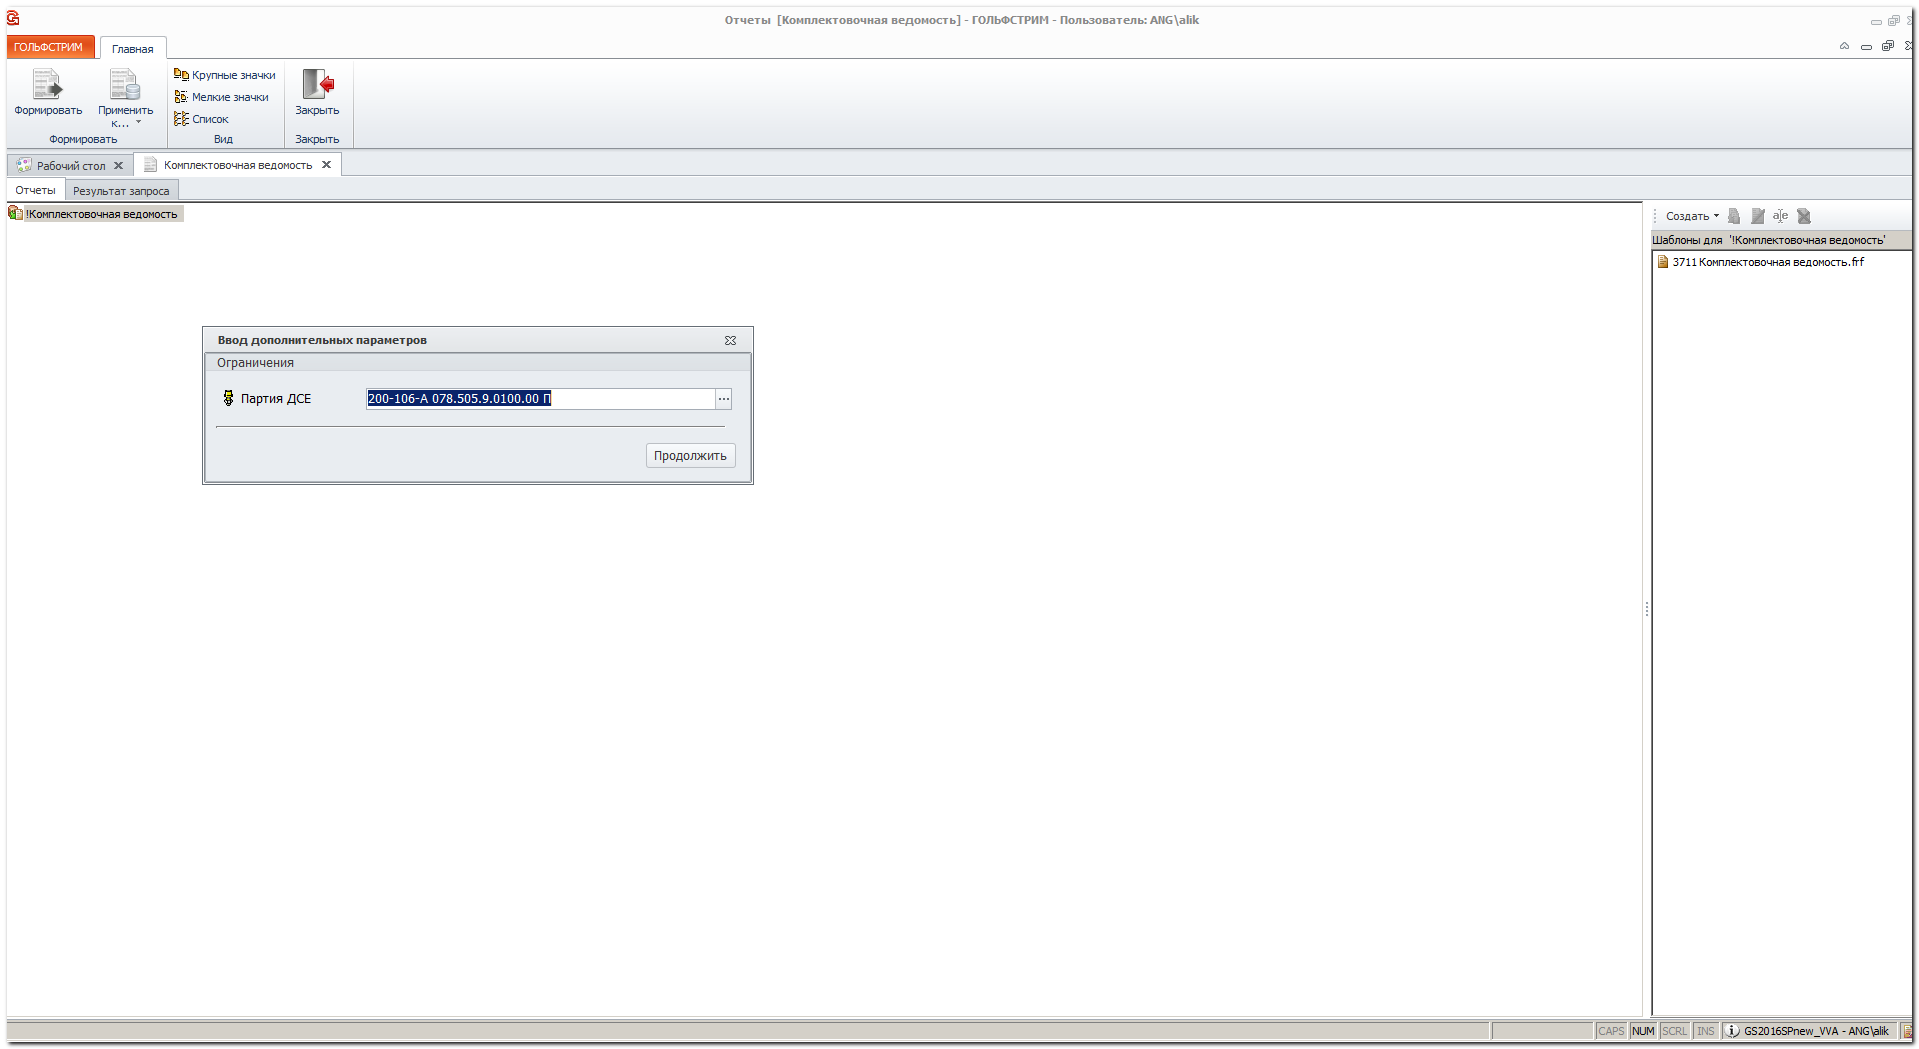 Отчеты [Комплектовочная ведомость] - ГОЛЬФСТРИМ - Пользователь: ANG\alik
ГОЛЬФСТРИМ
Главная
Формировать
Применить к...
Формировать
Крупные значки
Мелкие значки
Список
Вид
Закрыть
Закрыть
Рабочий стол
Комплектовочная ведомость
Отчеты
Результат запроса
!Комплектовочная ведомость
Создать
Шаблоны для '!Комплектовочная ведомость'
3711 Комплектовочная ведомость.frf
Ввод дополнительных параметров
Ограничения
Партия ДСЕ
200-106-А 078.505.9.0100.00 П
...
Продолжить
CAPS NUM SCRL INS GS2016SPnew_VVA - ANG\alik